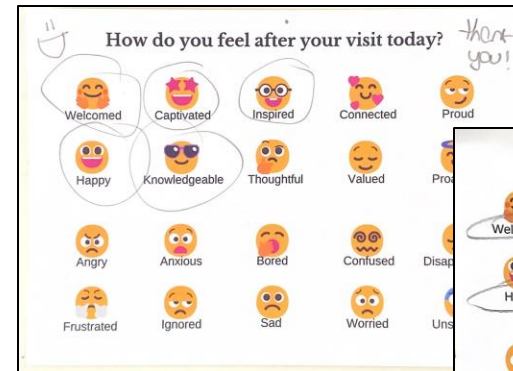 thank
you!
How do you feel after your visit today?
Welcomed Captivated Inspired Connected Proud
Happy Knowledgeable Thoughtful Valued
Angry Anxious Bored Confused
Frustrated Ignored Sad Worried